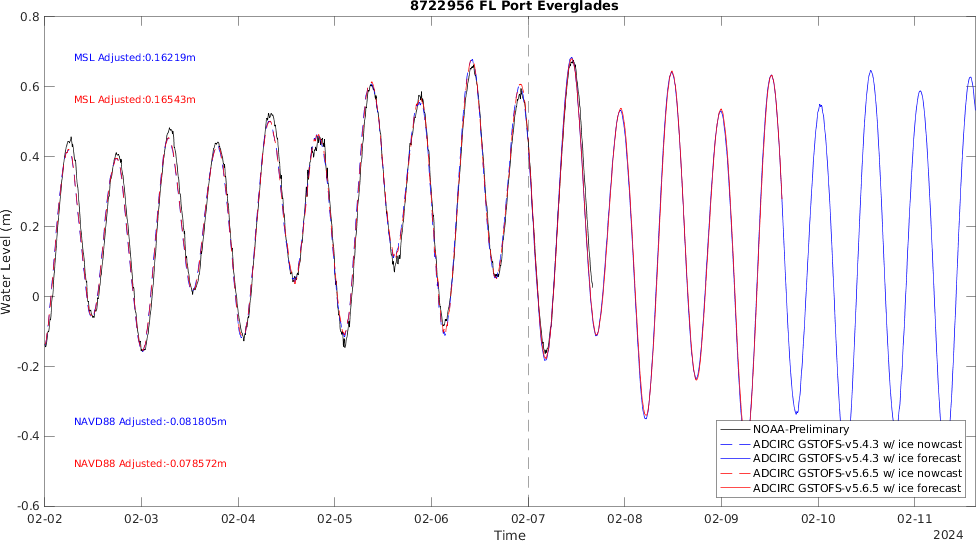 8722956 FL Port Everglades
0.8
0.6
0.4
0.2
0
-0.2
-0.4
-0.6
Water Level (m)
MSL Adjusted:0.16219m
MSL Adjusted:0.16543m
NAVD88 Adjusted:-0.081805m
NAVD88 Adjusted:-0.078572m
NOAA-Preliminary
ADCIRC GSTOFS-v5.4.3 w/ ice nowcast
ADCIRC GSTOFS-v5.4.3 w/ ice forecast
ADCIRC GSTOFS-v5.6.5 w/ ice nowcast
ADCIRC GSTOFS-v5.6.5 w/ ice forecast
02-02 02-03 02-04 02-05 02-06 02-07 02-08 02-09 02-10 02-11
Time
2024